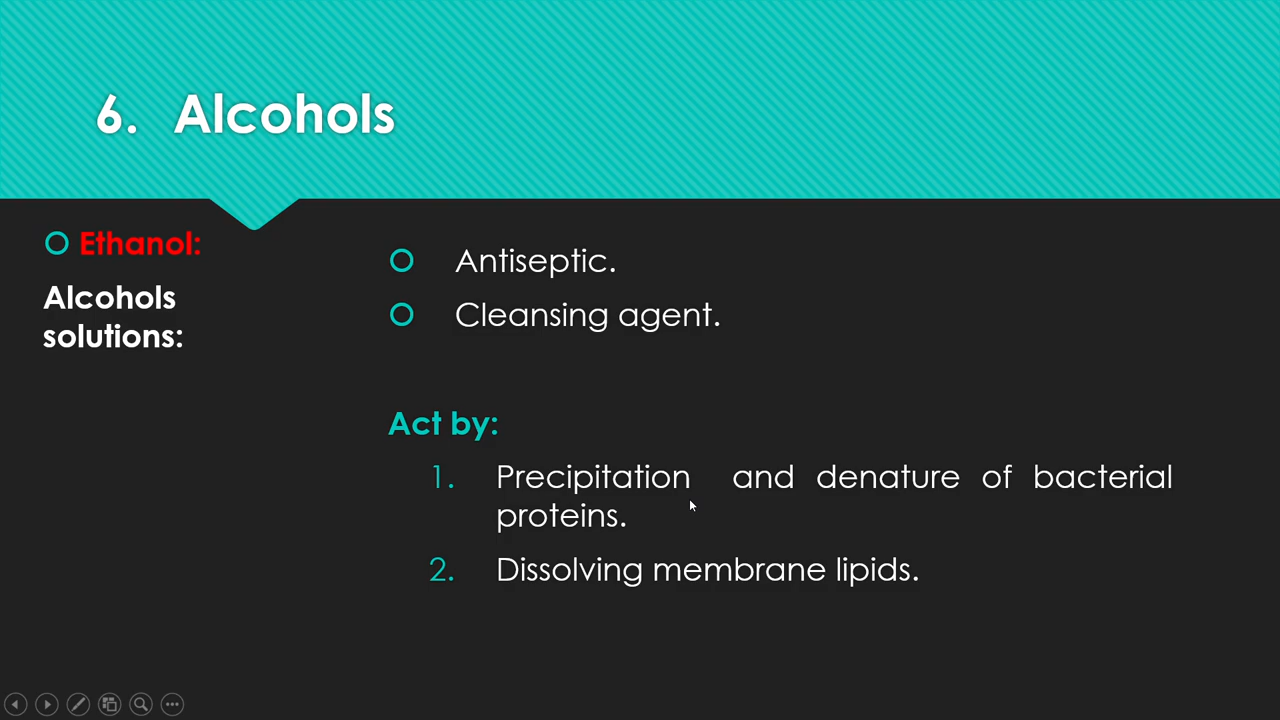 6. Alcohols
Ethanol:
Alcohols
solutions:
Antiseptic.
Cleansing agent.
Act by:
1. Precipitation and denature of bacterial
proteins.
2. Dissolving membrane lipids.